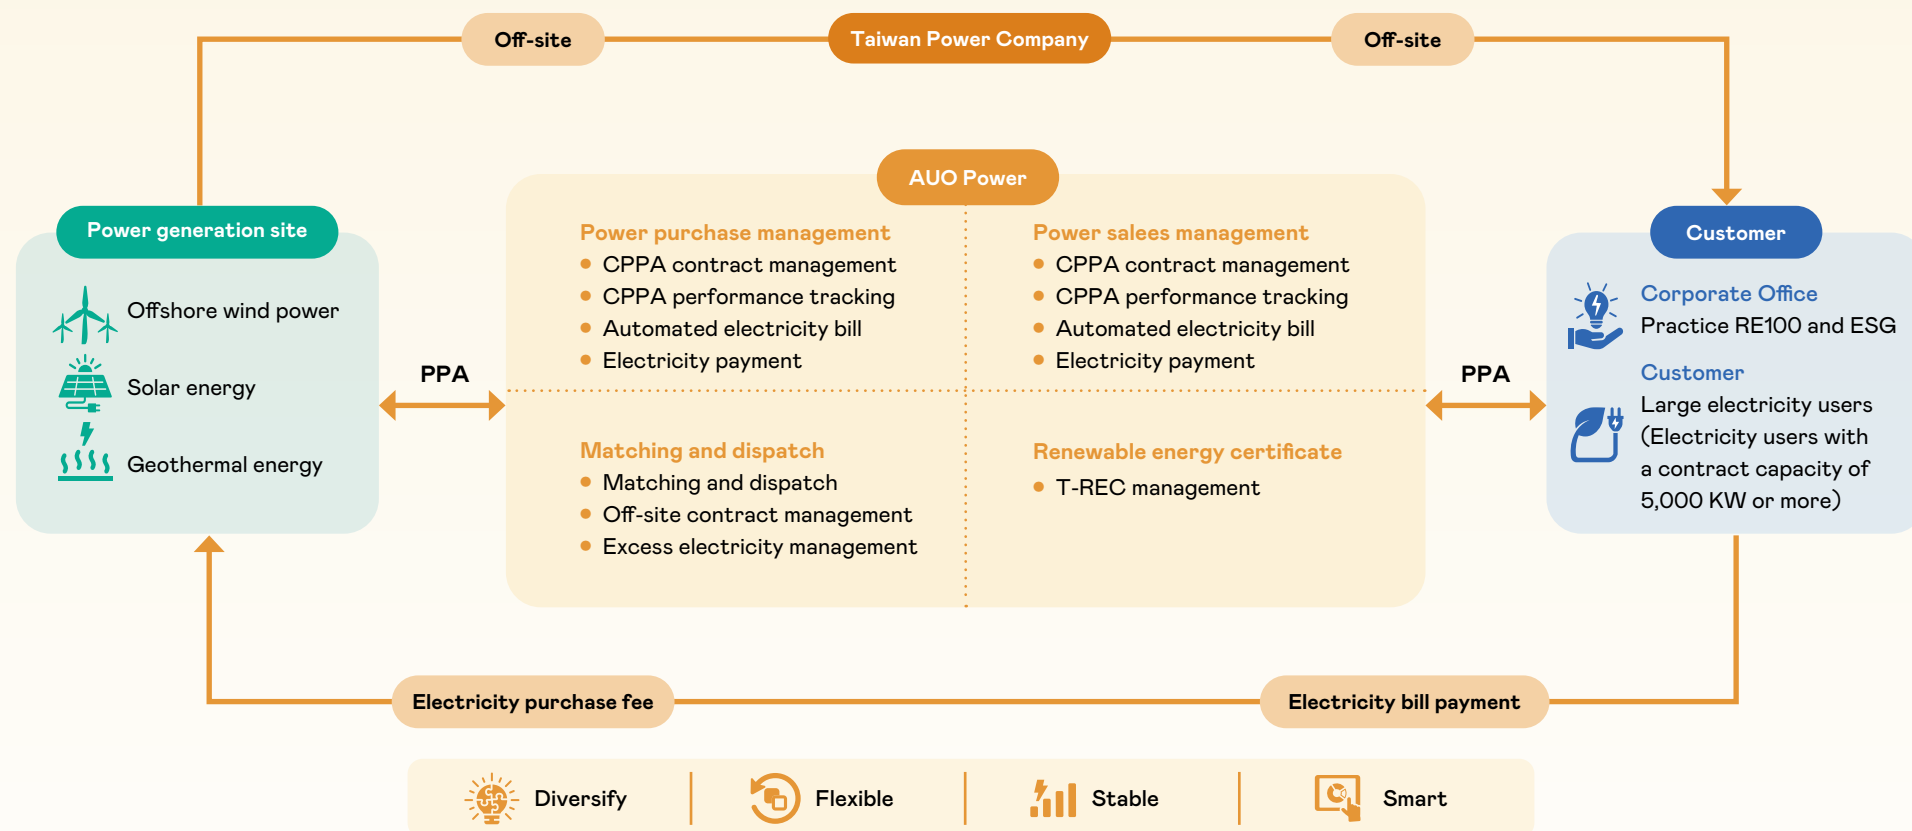 Off-site
Taiwan Power Company
Off-site
AUO Power
Power generation site
Offshore wind power
Solar energy
Geothermal energy
PPA
Power purchase management
CPPA contract management
CPPA performance tracking
Automated electricity bill
Electricity payment
Power salees management
CPPA contract management
CPPA performance tracking
Automated electricity bill
Electricity payment
Matching and dispatch
Matching and dispatch
Off-site contract management
Excess electricity management
Renewable energy certificate
T-REC management
PPA
Customer
Corporate Office
Practice RE100 and ESG
Customer
Large electricity users
(Electricity users with
a contract capacity of
5,000 KW or more)
Electricity purchase fee
Electricity bill payment
Diversify
Flexible
Stable
Smart